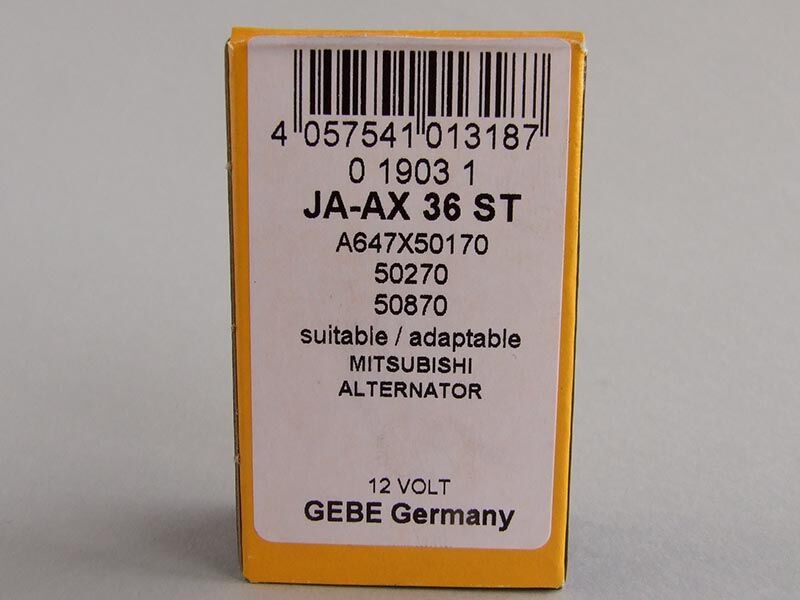 4 057541 013187
0 1903 1
JA-AX 36 ST
A647X50170
50270
50870
suitable / adaptable
MITSUBISHI
ALTERNATOR
12 VOLT
GEBE Germany